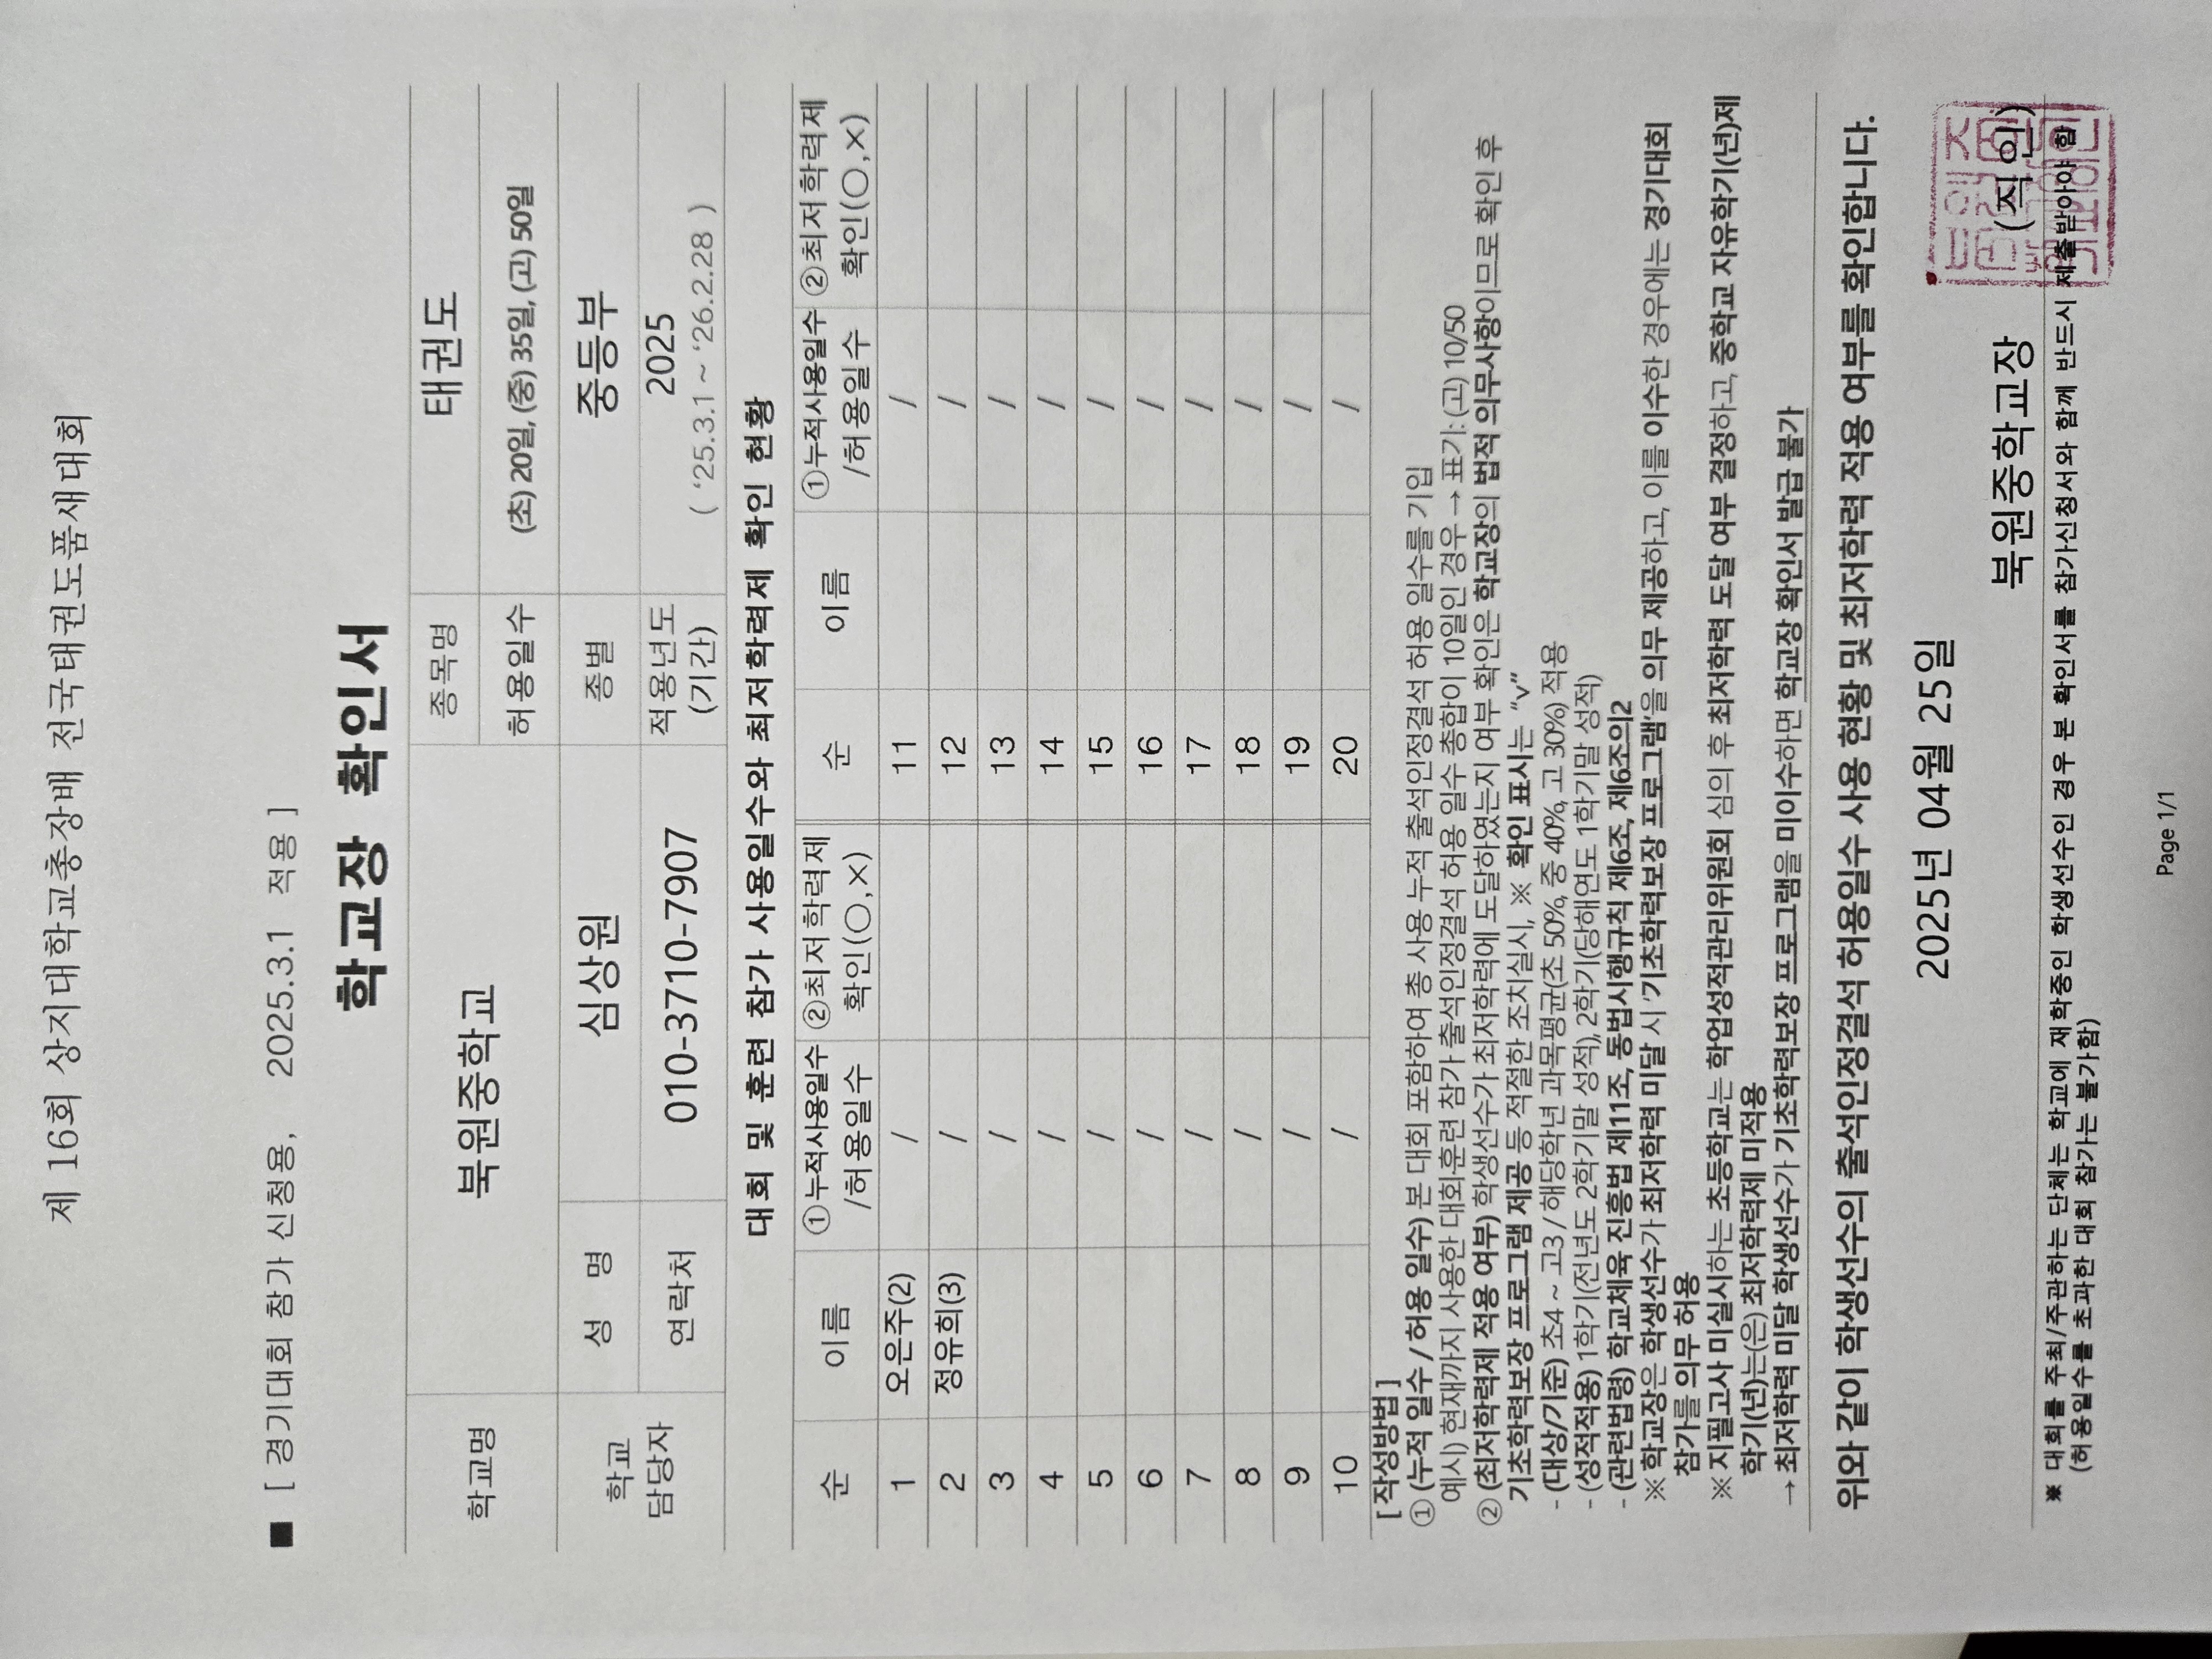 제 16회 상지대학교총장배 전국태권도품새대회
■ [ 경기대회 참가 신청용, 2025.3.1 적용 ]
학교장 확인서
학교명 북원중학교 종목명 태권도
허용일수 (초) 20일, (중) 35일, (고) 50일
학교 담당자 성 명 심상원 종별 중등부
연락처 010-3710-7907 적용년도 (기간) 2025
( ‘25.3.1 ~ ‘26.2.28 )
대회 및 훈련 참가 사용일수와 최저학력제 확인 현황
순 이름 ①누적사용일수 /허용일수 ②최저학력제 확인(○,×) 순 이름 ①누적사용일수 /허용일수 ②최저학력제 확인(○,×)
1 오은주(2) / 11 /
2 정유희(3) / 12 /
3 / 13 /
4 / 14 /
5 / 15 /
6 / 16 /
7 / 17 /
8 / 18 /
9 / 19 /
10 / 20 /
[ 작성방법 ]
① (누적 일수 / 허용 일수) 본 대회 포함하여 총 사용 누적 출석인정결석 허용 일수를 기입
예시) 현재까지 사용한 대회·훈련 참가 출석인정결석 허용 일수 총합이 10일인 경우 → 표기: (고) 10/50
② (최저학력제 적용 여부) 학생선수가 최저학력에 도달하였는지 여부 확인은 학교장의 법적 의무사항이므로 확인 후
기초학력보장 프로그램 제공 등 적절한 조치실시, ※ 확인 표시는 “v”
- (대상/기준) 초4 ~ 고3 / 해당학년 과목평균(초 50%, 중 40%, 고 30%) 적용
- (성적적용) 1학기(전년도 2학기말 성적), 2학기(당해연도 1학기말 성적)
- (관련법령) 학교체육 진흥법 제11조, 동법시행규칙 제6조, 제6조의2
※ 학교장은 학생선수가 최저학력 미달 시 ‘기초학력보장 프로그램’을 의무 제공하고, 이를 이수한 경우에는 경기대회
참가를 의무 허용
※ 지필고사 미실시하는 초등학교는 학업성적관리위원회 심의 후 최저학력 도달 여부 결정하고, 중학교 자유학기(년)제
학기(년)는(은) 최저학력제 미적용
→ 최저학력 미달 학생선수가 기초학력보장 프로그램을 미이수하면 학교장 확인서 발급 불가
위와 같이 학생선수의 출석인정결석 허용일수 사용 현황 및 최저학력 적용 여부를 확인합니다.
2025년 04월 25일
북원중학교장 (직인)
※ 대회를 주최/주관하는 단체는 학교에 재학중인 학생선수인 경우 본 확인서를 참가신청서와 함께 반드시 제출받아야 함
(허용일수를 초과한 대회 참가는 불가함)
Page 1/1